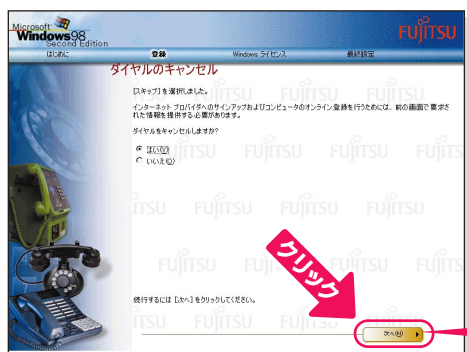 Microsoft
Windows98
Second Edition
FUJITSU
はじめに 登録 Windows ライセンス 最終設定
ダイヤルのキャンセル
[スキップ] を選択しました。
インターネット プロバイダへのサインアップおよびコンピュータのオンライン登録を行うためには、前の画面で要求さ
れた情報を提供する必要があります。
ダイヤルをキャンセルしますか?
はい(Y)
いいえ(O)
クリック
続行するには [次へ] をクリックしてください。
次へ(N)